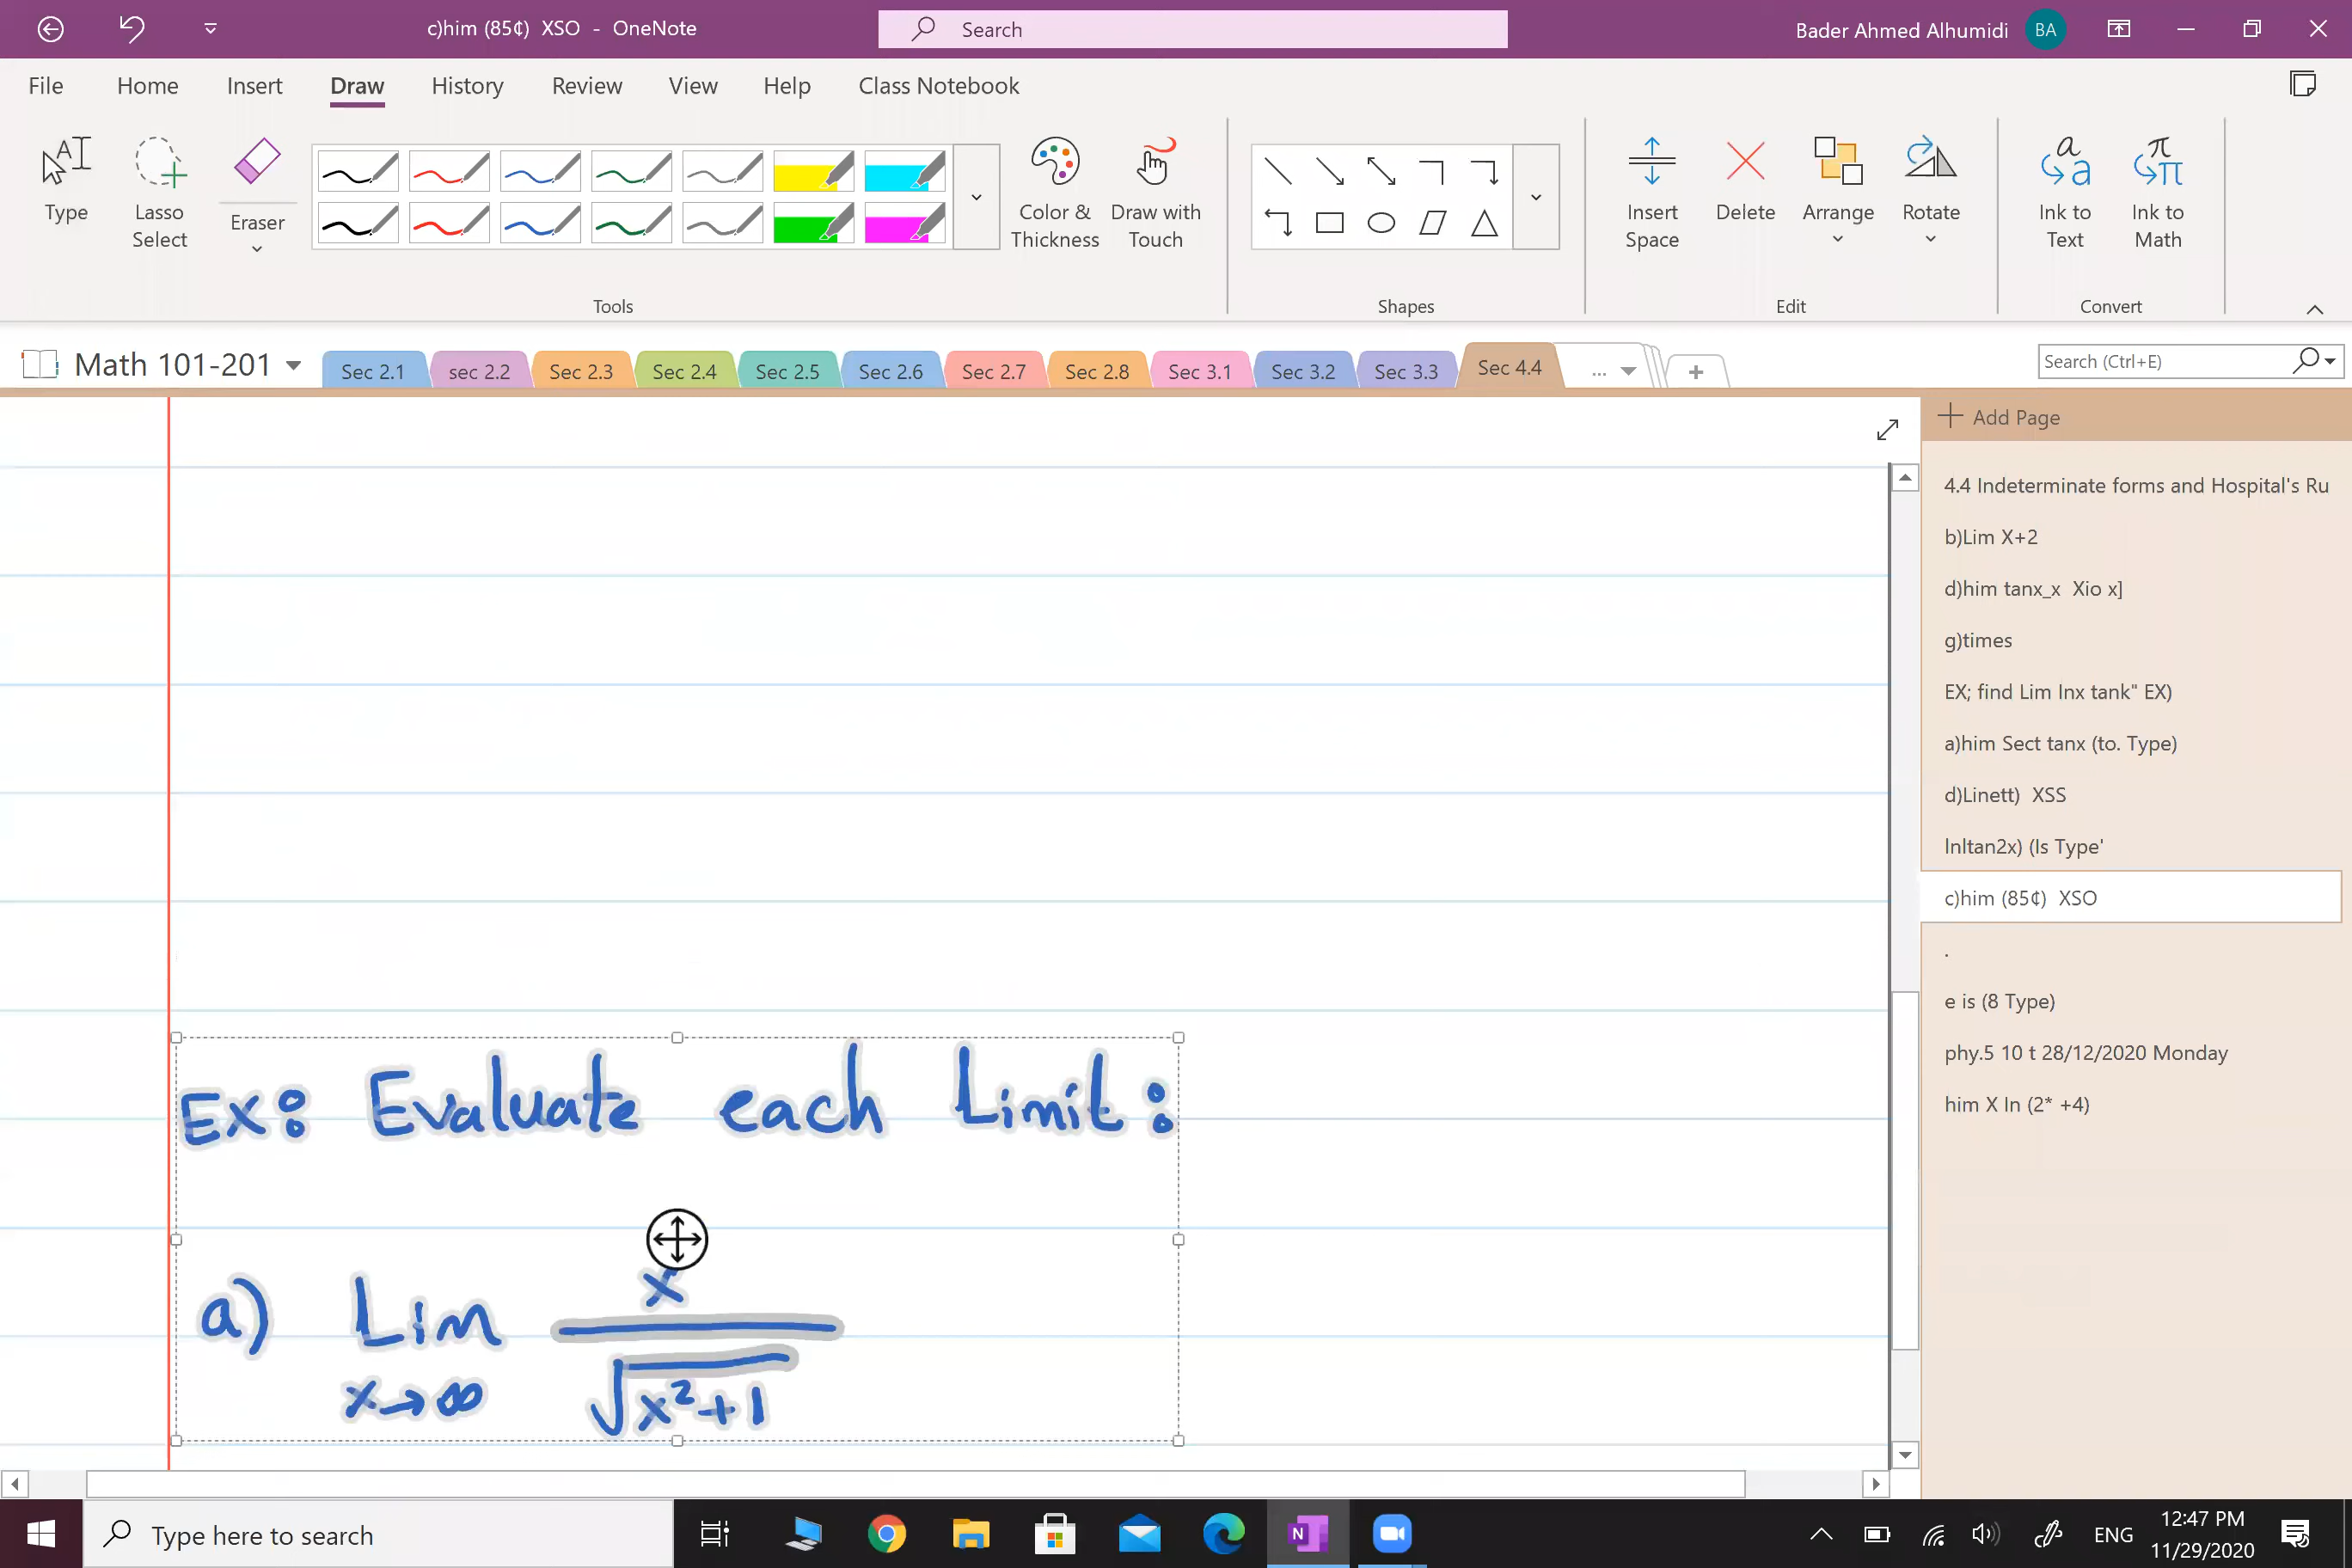 c)him (85¢) XSO - OneNote
Search
Bader Ahmed Alhumidi
BA
File Home Insert Draw History Review View Help Class Notebook
Type
Lasso Select
Eraser
Color & Thickness
Draw with Touch
Insert Space
Delete
Arrange
Rotate
Ink to Text
Ink to Math
Tools
Shapes
Edit
Convert
Math 101-201
Sec 2.1 sec 2.2 Sec 2.3 Sec 2.4 Sec 2.5 Sec 2.6 Sec 2.7 Sec 2.8 Sec 3.1 Sec 3.2 Sec 3.3 Sec 4.4 ...
Search (Ctrl+E)
Add Page
4.4 Indeterminate forms and Hospital's Ru
b)Lim X+2
d)him tanx_x Xio x]
g)times
EX; find Lim Inx tank" EX)
a)him Sect tanx (to. Type)
d)Linett) XSS
lnltan2x) (ls Type'
c)him (85¢) XSO
.
e is (8 Type)
phy.5 10 t 28/12/2020 Monday
him X In (2* +4)
Ex: Evaluate each Limit:
a) Lim x→∞ x / √x²+1
Type here to search
ENG
12:47 PM
11/29/2020